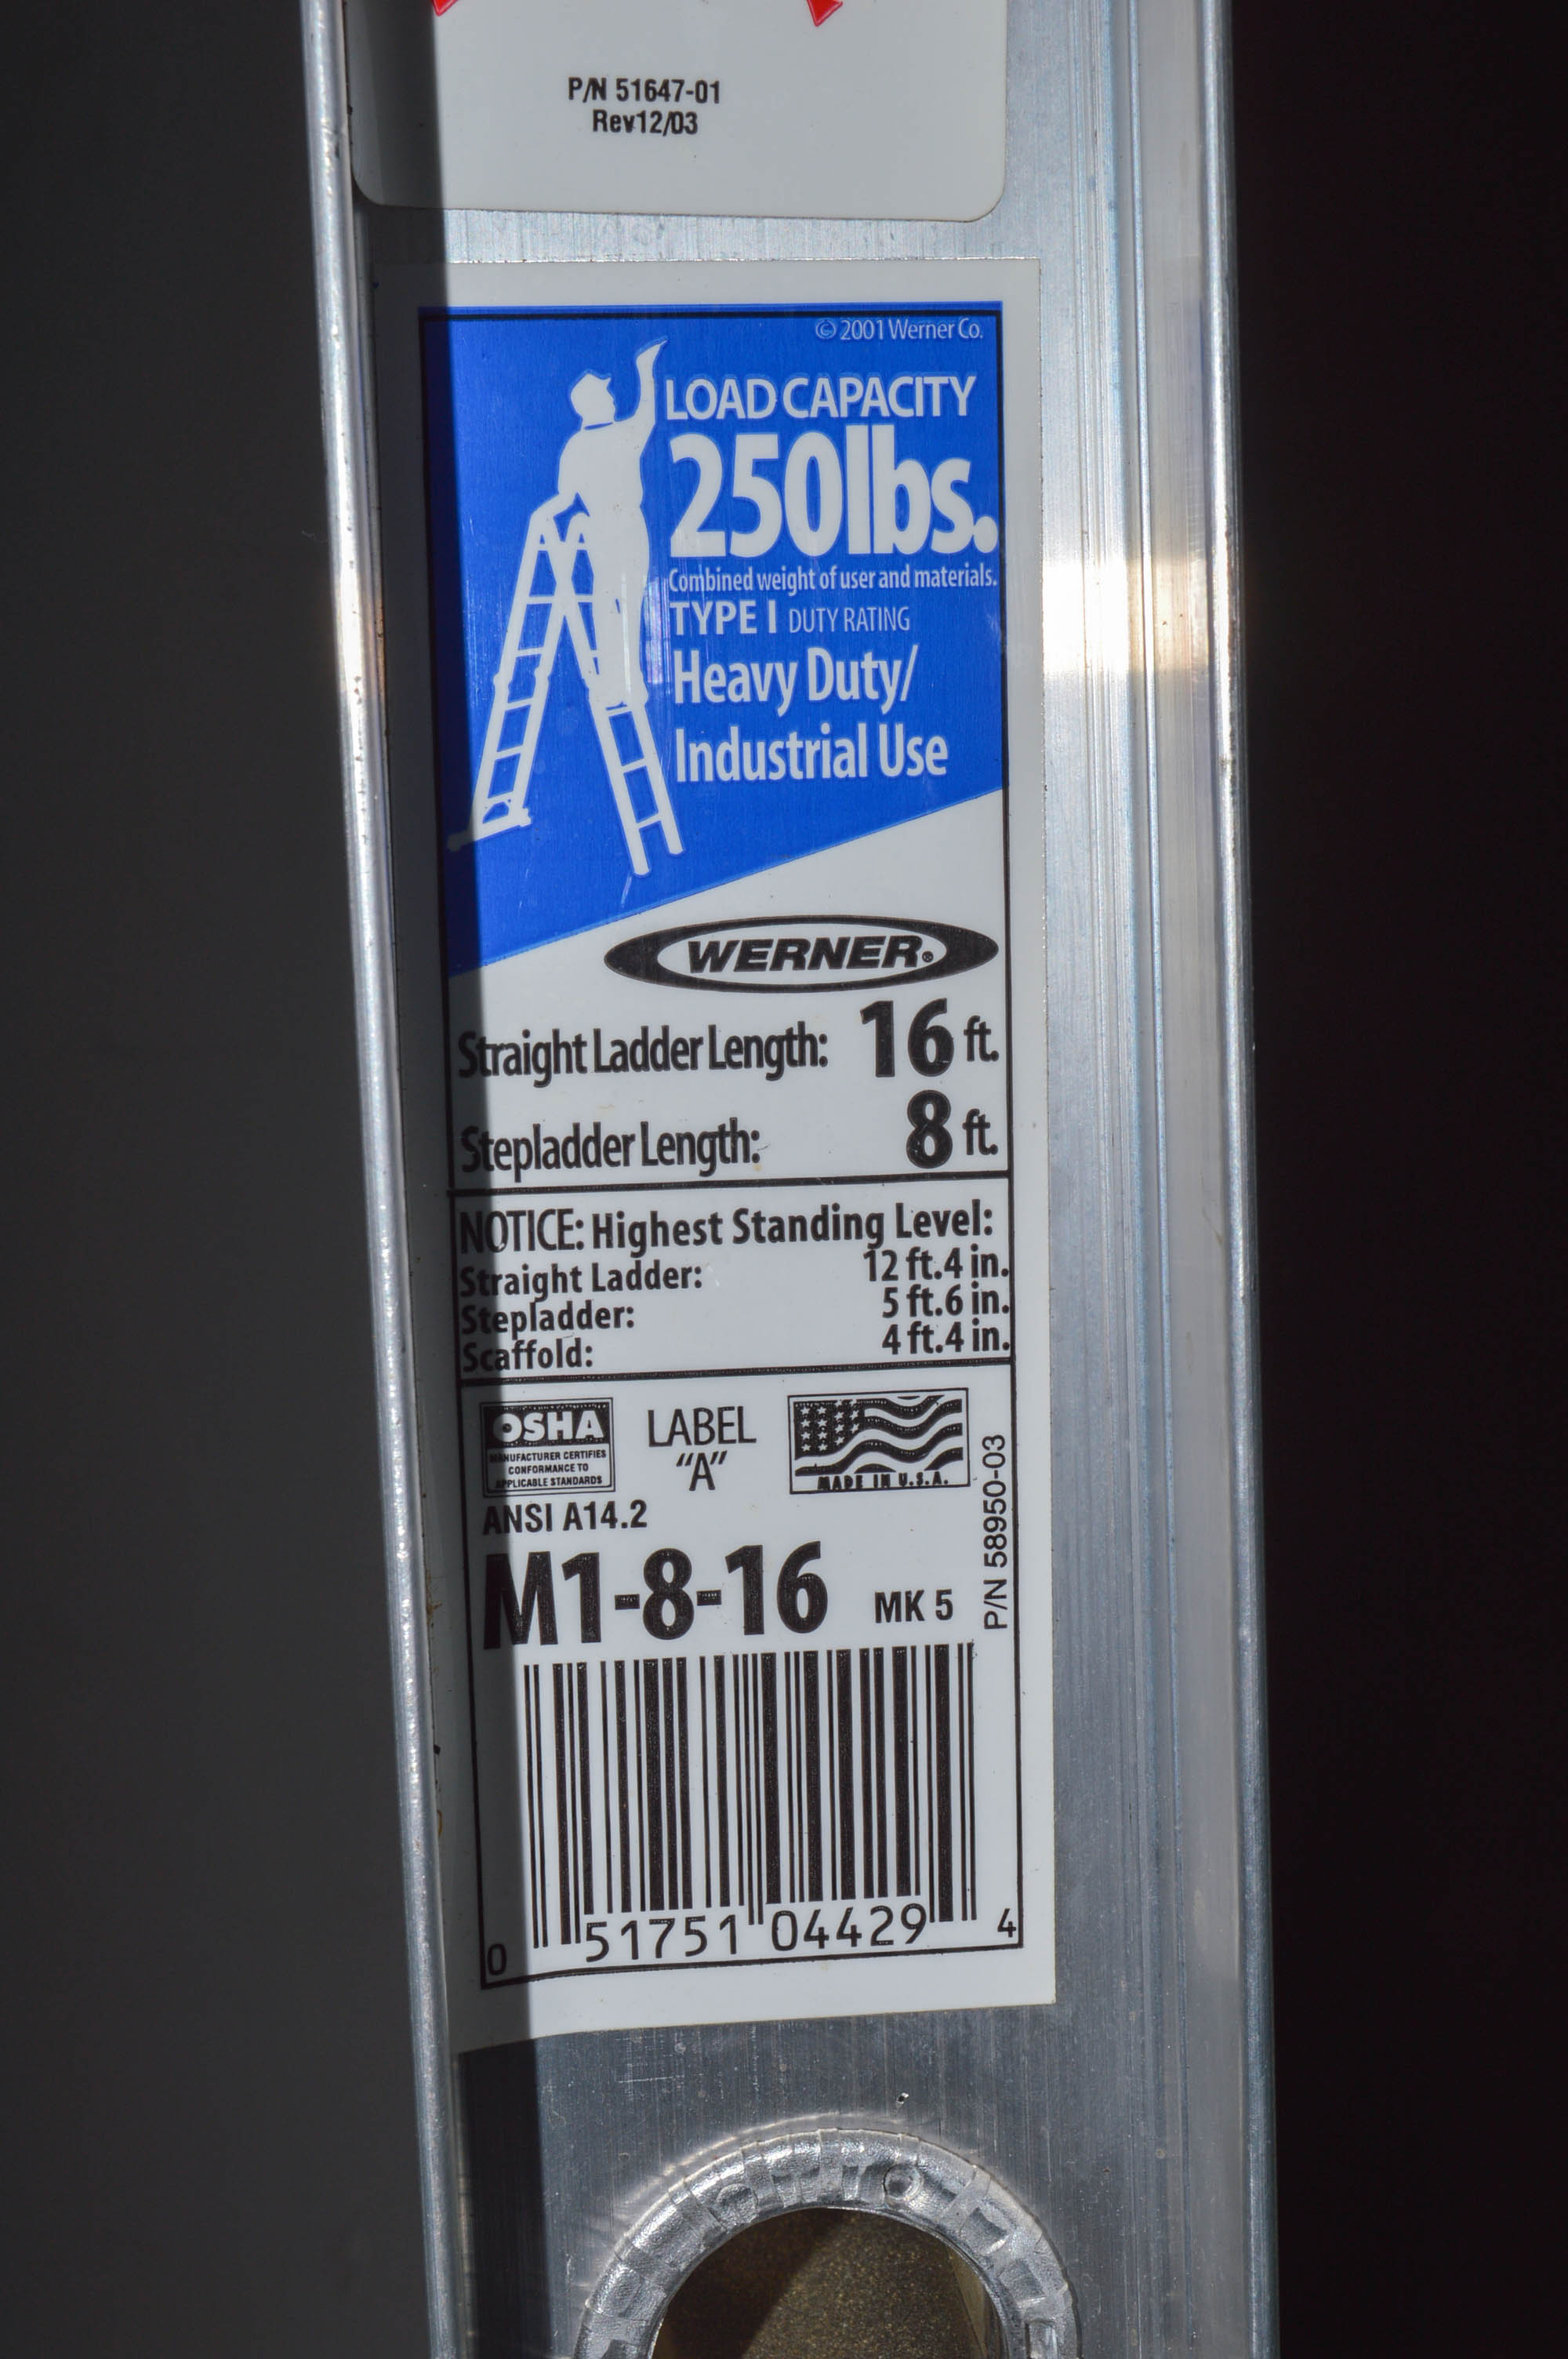 P/N 51647-01
Rev12/03
© 2001 Werner Co.
LOAD CAPACITY
250lbs.
Combined weight of user and materials.
TYPE I DUTY RATING
Heavy Duty/
Industrial Use
WERNER®
Straight Ladder Length: 16 ft.
Stepladder Length: 8 ft.
NOTICE: Highest Standing Level:
Straight Ladder: 12 ft.4 in.
Stepladder: 5 ft.6 in.
Scaffold: 4 ft.4 in.
OSHA
MANUFACTURER CERTIFIES
CONFORMANCE TO
APPLICABLE STANDARDS
LABEL
"A"
MADE IN U.S.A.
ANSI A14.2
M1-8-16 MK 5
P/N 58950-03
0 51751 04429 4